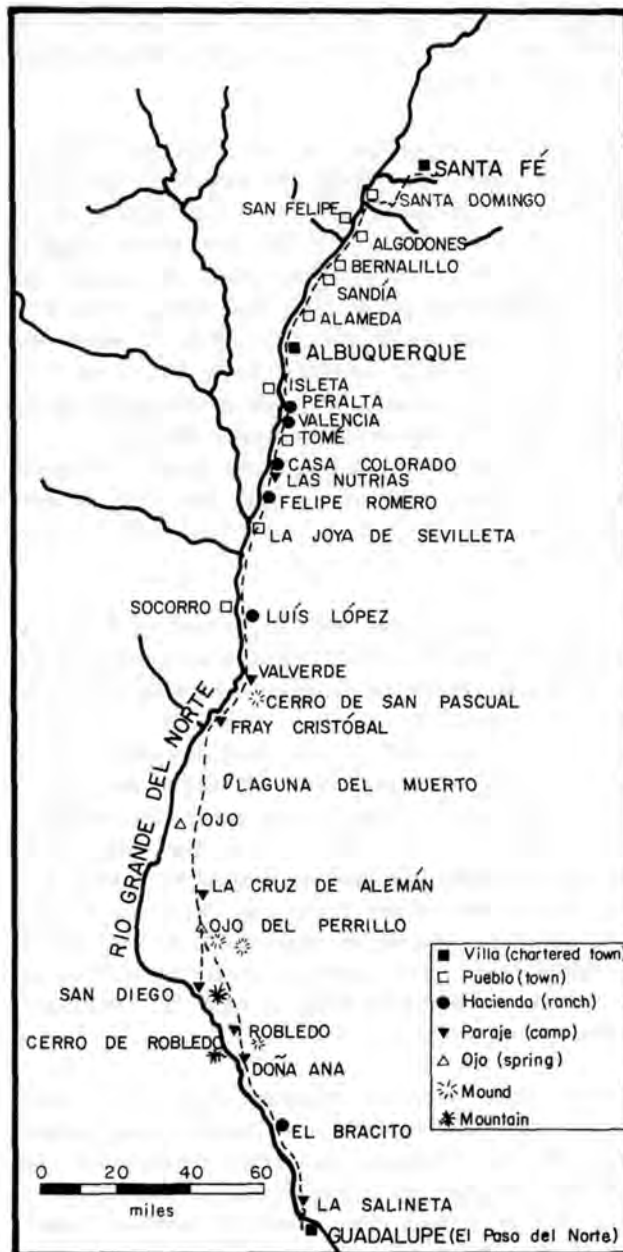 SANTA FÉ
SANTA DOMINGO
SAN FELIPE
ALGODONES
BERNALILLO
SANDÍA
ALAMEDA
ALBUQUERQUE
ISLETA
PERALTA
VALENCIA
TOMÉ
CASA COLORADO
LAS NUTRIAS
FELIPE ROMERO
LA JOYA DE SEVILLETA
SOCORRO
LUÍS LÓPEZ
VALVERDE
CERRO DE SAN PASCUAL
FRAY CRISTÓBAL
RIO GRANDE DEL NORTE
LAGUNA DEL MUERTO
OJO
LA CRUZ DE ALEMÁN
OJO DEL PERRILLO
SAN DIEGO
ROBLEDO
CERRO DE ROBLEDO
DOÑA ANA
EL BRACITO
LA SALINETA
GUADALUPE (El Paso del Norte)
Villa (chartered town)
Pueblo (town)
Hacienda (ranch)
Paraje (camp)
Ojo (spring)
Mound
Mountain
0 20 40 60
miles